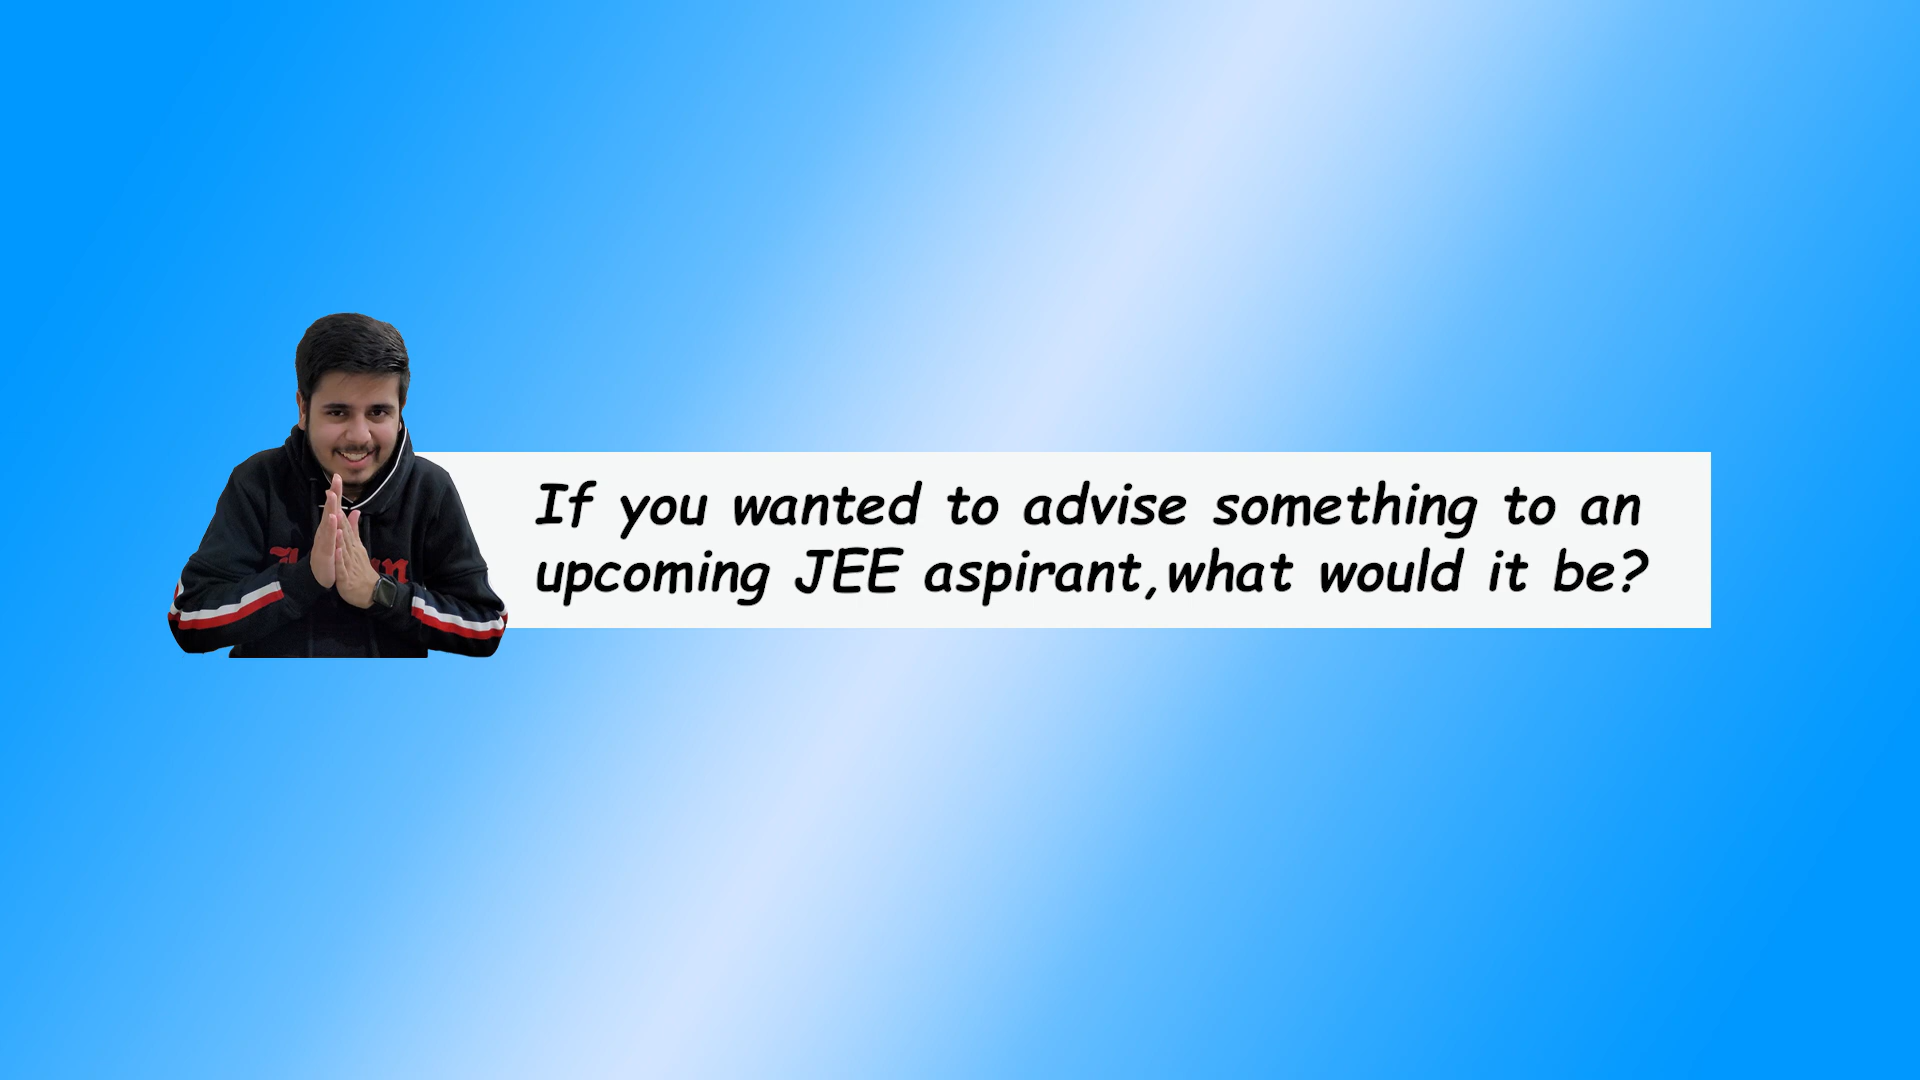 If you wanted to advise something to an
upcoming JEE aspirant,what would it be?